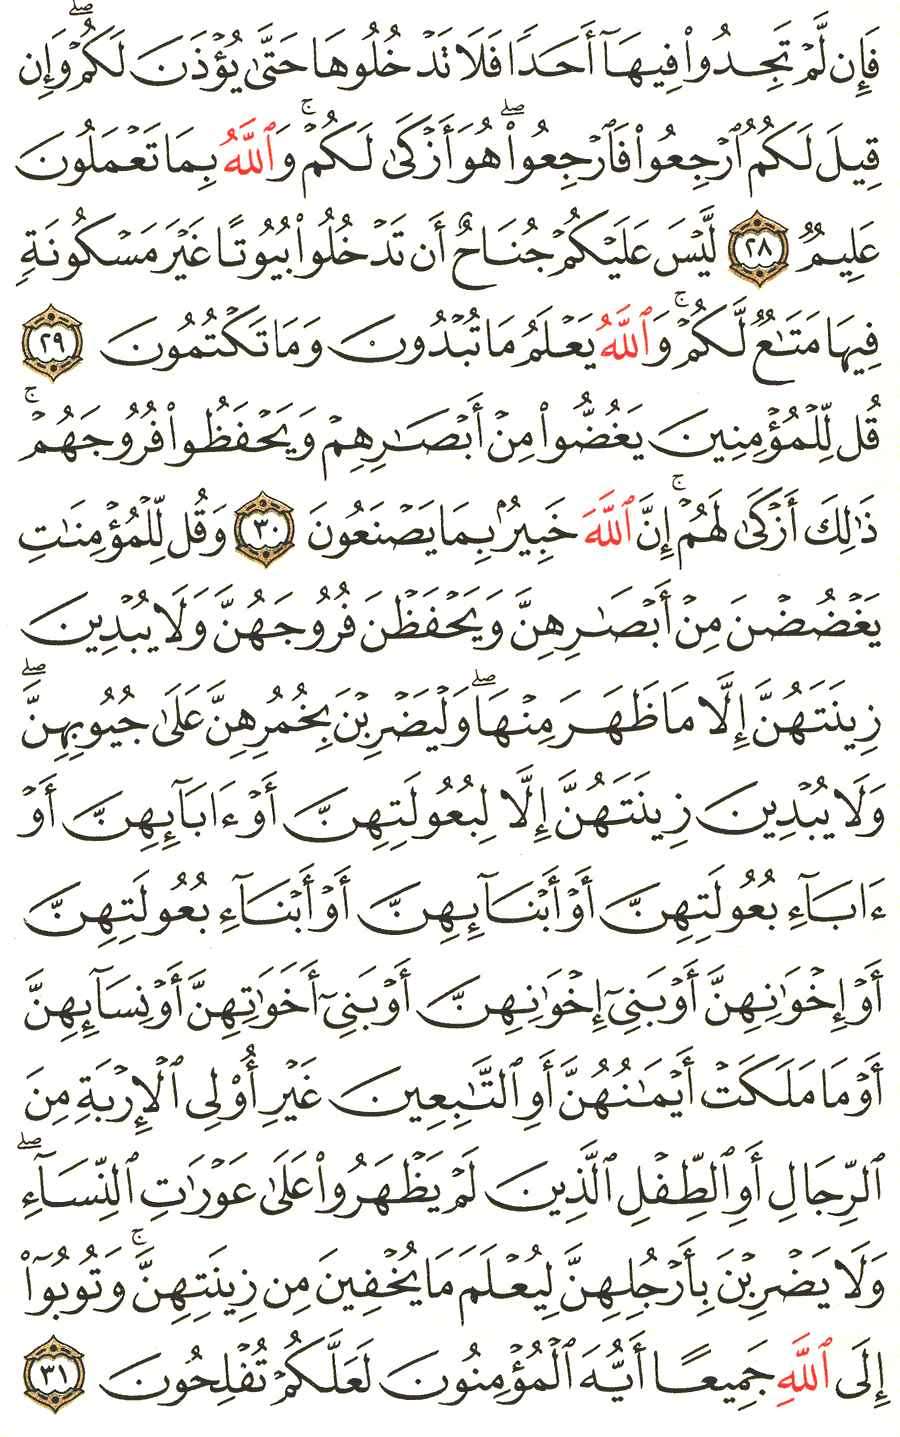 فَإِن لَّمْ تَجِدُوا۟ فِيهَآ أَحَدًا فَلَا تَدْخُلُوهَا حَتَّىٰ يُؤْذَنَ لَكُمْ ۖ وَإِن
قِيلَ لَكُمُ ٱرْجِعُوا۟ فَٱرْجِعُوا۟ ۖ هُوَ أَزْكَىٰ لَكُمْ ۚ وَٱللَّهُ بِمَا تَعْمَلُونَ
عَلِيمٌ ٢٨ لَّيْسَ عَلَيْكُمْ جُنَاحٌ أَن تَدْخُلُوا۟ بُيُوتًا غَيْرَ مَسْكُونَةٍ
فِيهَا مَتَـٰعٌ لَّكُمْ ۚ وَٱللَّهُ يَعْلَمُ مَا تُبْدُونَ وَمَا تَكْتُمُونَ ٢٩
قُل لِّلْمُؤْمِنِينَ يَغُضُّوا۟ مِنْ أَبْصَـٰرِهِمْ وَيَحْفَظُوا۟ فُرُوجَهُمْ ۚ
ذَٰلِكَ أَزْكَىٰ لَهُمْ ۚ إِنَّ ٱللَّهَ خَبِيرٌۢ بِمَا يَصْنَعُونَ ٣٠ وَقُل لِّلْمُؤْمِنَـٰتِ
يَغْضُضْنَ مِنْ أَبْصَـٰرِهِنَّ وَيَحْفَظْنَ فُرُوجَهُنَّ وَلَا يُبْدِينَ
زِينَتَهُنَّ إِلَّا مَا ظَهَرَ مِنْهَا ۖ وَلْيَضْرِبْنَ بِخُمُرِهِنَّ عَلَىٰ جُيُوبِهِنَّ ۖ
وَلَا يُبْدِينَ زِينَتَهُنَّ إِلَّا لِبُعُولَتِهِنَّ أَوْ ءَابَآئِهِنَّ أَوْ
ءَابَآءِ بُعُولَتِهِنَّ أَوْ أَبْنَآئِهِنَّ أَوْ أَبْنَآءِ بُعُولَتِهِنَّ
أَوْ إِخْوَٰنِهِنَّ أَوْ بَنِىٓ إِخْوَٰنِهِنَّ أَوْ بَنِىٓ أَخَوَٰتِهِنَّ أَوْ نِسَآئِهِنَّ
أَوْ مَا مَلَكَتْ أَيْمَـٰنُهُنَّ أَوِ ٱلتَّـٰبِعِينَ غَيْرِ أُو۟لِى ٱلْإِرْبَةِ مِنَ
ٱلرِّجَالِ أَوِ ٱلطِّفْلِ ٱلَّذِينَ لَمْ يَظْهَرُوا۟ عَلَىٰ عَوْرَٰتِ ٱلنِّسَآءِ ۖ
وَلَا يَضْرِبْنَ بِأَرْجُلِهِنَّ لِيُعْلَمَ مَا يُخْفِينَ مِن زِينَتِهِنَّ ۚ وَتُوبُوٓا۟
إِلَى ٱللَّهِ جَمِيعًا أَيُّهَ ٱلْمُؤْمِنُونَ لَعَلَّكُمْ تُفْلِحُونَ ٣١